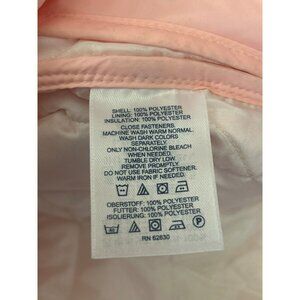 SHELL: 100% POLYESTER
LINING: 100% POLYESTER
INSULATION: 100% POLYESTER
CLOSE FASTENERS.
MACHINE WASH WARM NORMAL.
WASH DARK COLORS
SEPARATELY.
ONLY NON-CHLORINE BLEACH
WHEN NEEDED.
TUMBLE DRY LOW.
REMOVE PROMPTLY.
DO NOT USE FABRIC SOFTENER.
WARM IRON IF NEEDED.
OBERSTOFF: 100% POLYESTER
FUTTER: 100% POLYESTER
ISOLIERUNG: 100% POLYESTER
RN 62830